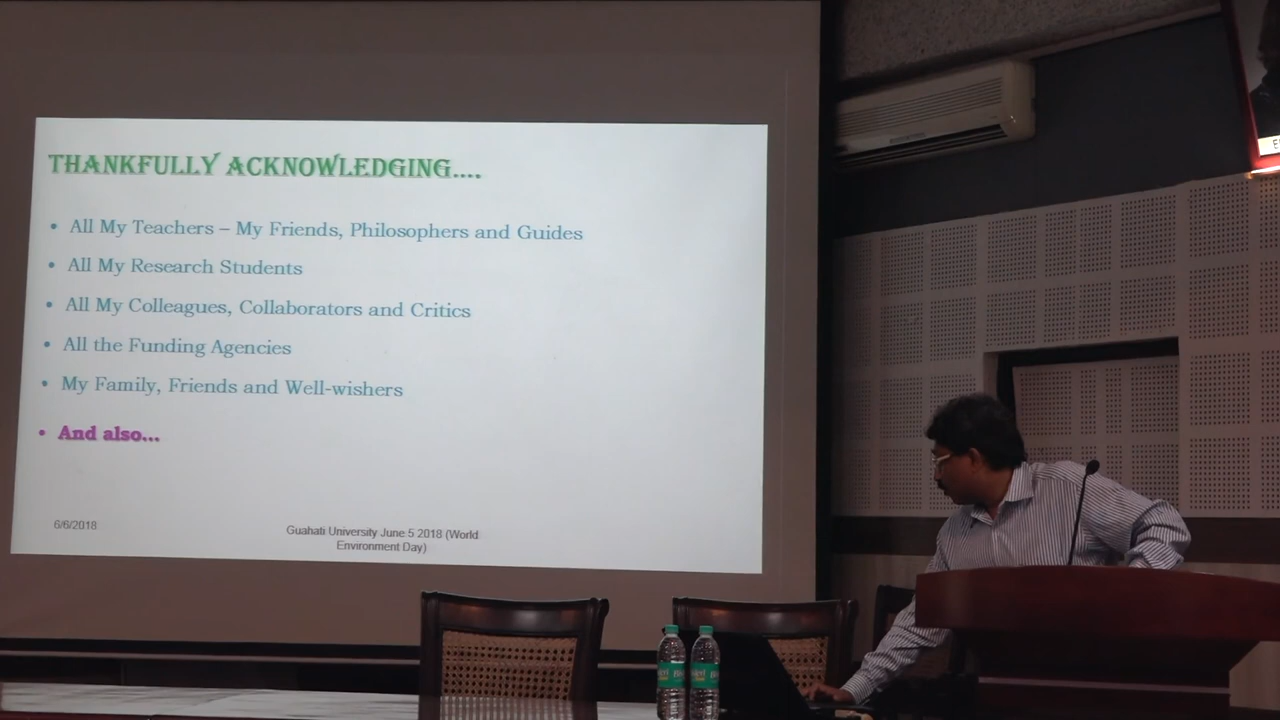 THANKFULLY ACKNOWLEDGING....
• All My Teachers – My Friends, Philosophers and Guides
• All My Research Students
• All My Colleagues, Collaborators and Critics
• All the Funding Agencies
• My Family, Friends and Well-wishers
• And also...
6/6/2018
Guahati University June 5 2018 (World
Environment Day)